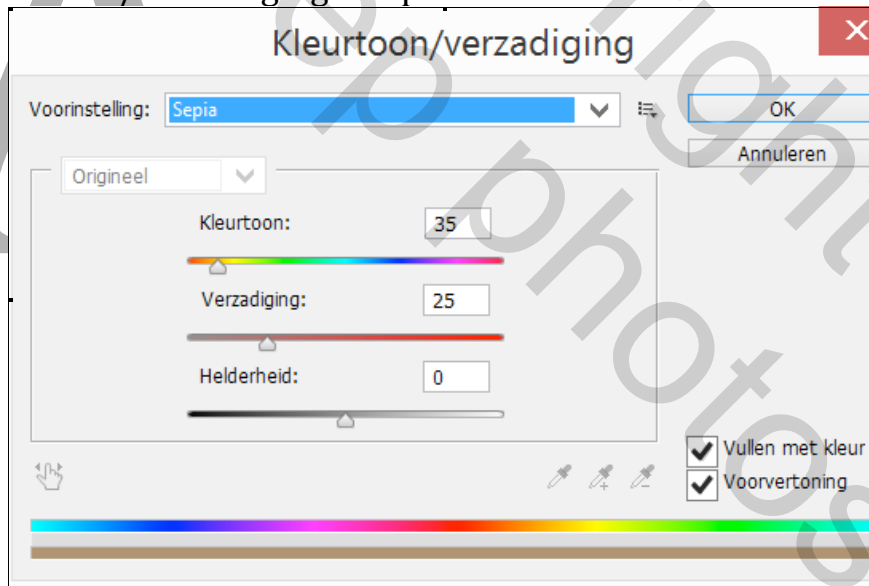 Kleurtoon/verzadiging
Voorinstelling: Sepia
OK
Annuleren
Origineel
Kleurtoon: 35
Verzadiging: 25
Helderheid: 0
Vullen met kleur
Voorvertoning